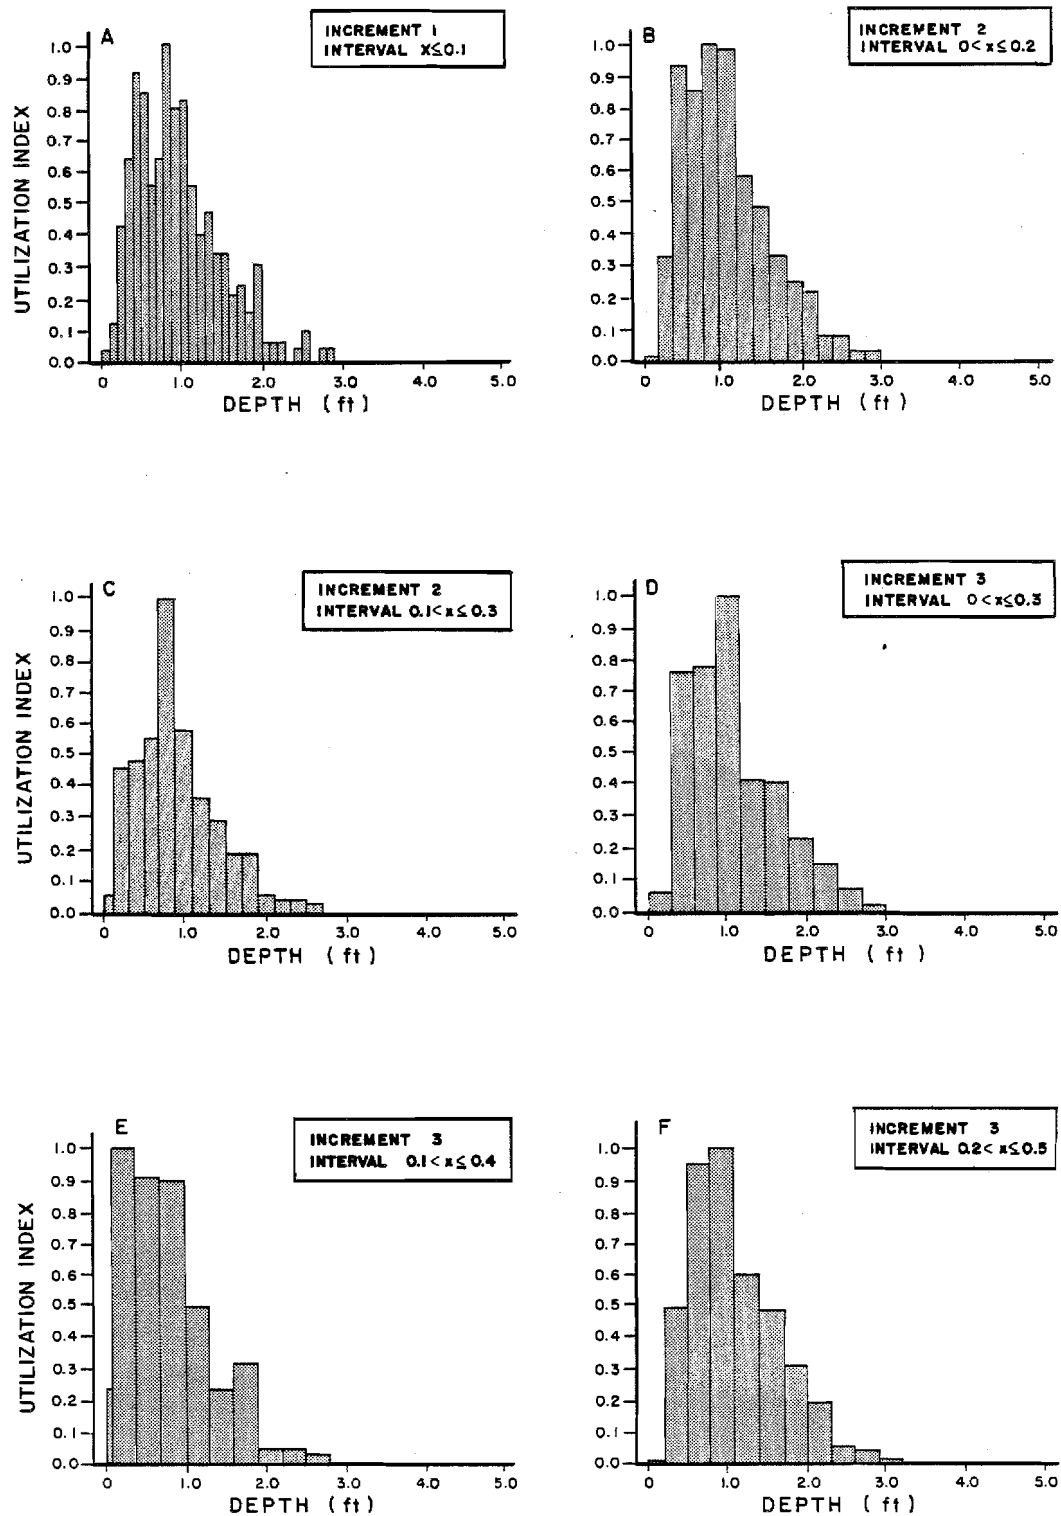 A
INCREMENT 1
INTERVAL X≤0.1
UTILIZATION INDEX
1.0
0.9
0.8
0.7
0.6
0.5
0.4
0.3
0.2
0.1
0.0
0 1.0 2.0 3.0 4.0 5.0
DEPTH (ft)
B
INCREMENT 2
INTERVAL 0<x≤0.2
1.0
0.9
0.8
0.7
0.6
0.5
0.4
0.3
0.2
0.1
0.0
0 1.0 2.0 3.0 4.0 5.0
DEPTH (ft)
C
INCREMENT 2
INTERVAL 0.1<x≤0.3
UTILIZATION INDEX
1.0
0.9
0.8
0.7
0.6
0.5
0.4
0.3
0.2
0.1
0.0
0 1.0 2.0 3.0 4.0 5.0
DEPTH (ft)
D
INCREMENT 3
INTERVAL 0<x≤0.3
1.0
0.9
0.8
0.7
0.6
0.5
0.4
0.3
0.2
0.1
0.0
0 1.0 2.0 3.0 4.0 5.0
DEPTH (ft)
E
INCREMENT 3
INTERVAL 0.1<x≤0.4
UTILIZATION INDEX
1.0
0.9
0.8
0.7
0.6
0.5
0.4
0.3
0.2
0.1
0.0
0 1.0 2.0 3.0 4.0 5.0
DEPTH (ft)
F
INCREMENT 3
INTERVAL 0.2<x≤0.5
1.0
0.9
0.8
0.7
0.6
0.5
0.4
0.3
0.2
0.1
0.0
0 1.0 2.0 3.0 4.0 5.0
DEPTH (ft)